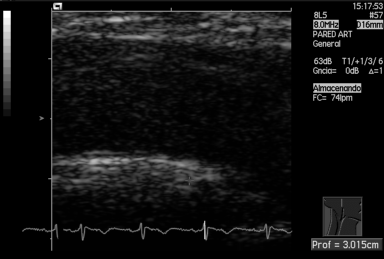 15:17:53
8L5 #57
8.0MHz D16mm
PARED ART
General
63dB T1/+1/3/6
Gncia= 0dB Δ=1
Almacenando
FC= 74lpm
Prof = 3.015cm